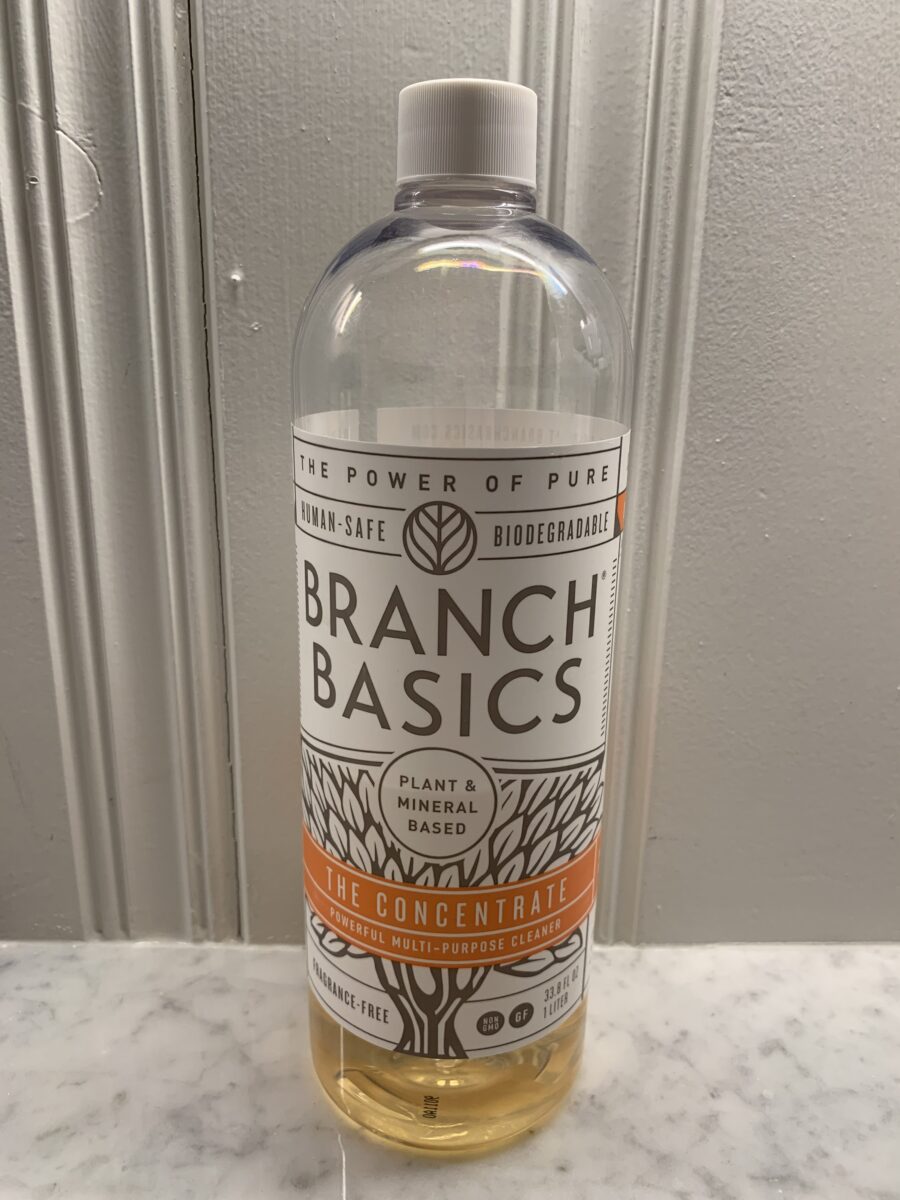 THE POWER OF PURE
HUMAN-SAFE
BIODEGRADABLE
BRANCH®
BASICS
PLANT &
MINERAL
BASED
THE CONCENTRATE
POWERFUL MULTI-PURPOSE CLEANER
FRAGRANCE-FREE
NON
GMO
GF
33.8 FL OZ
1 LITER